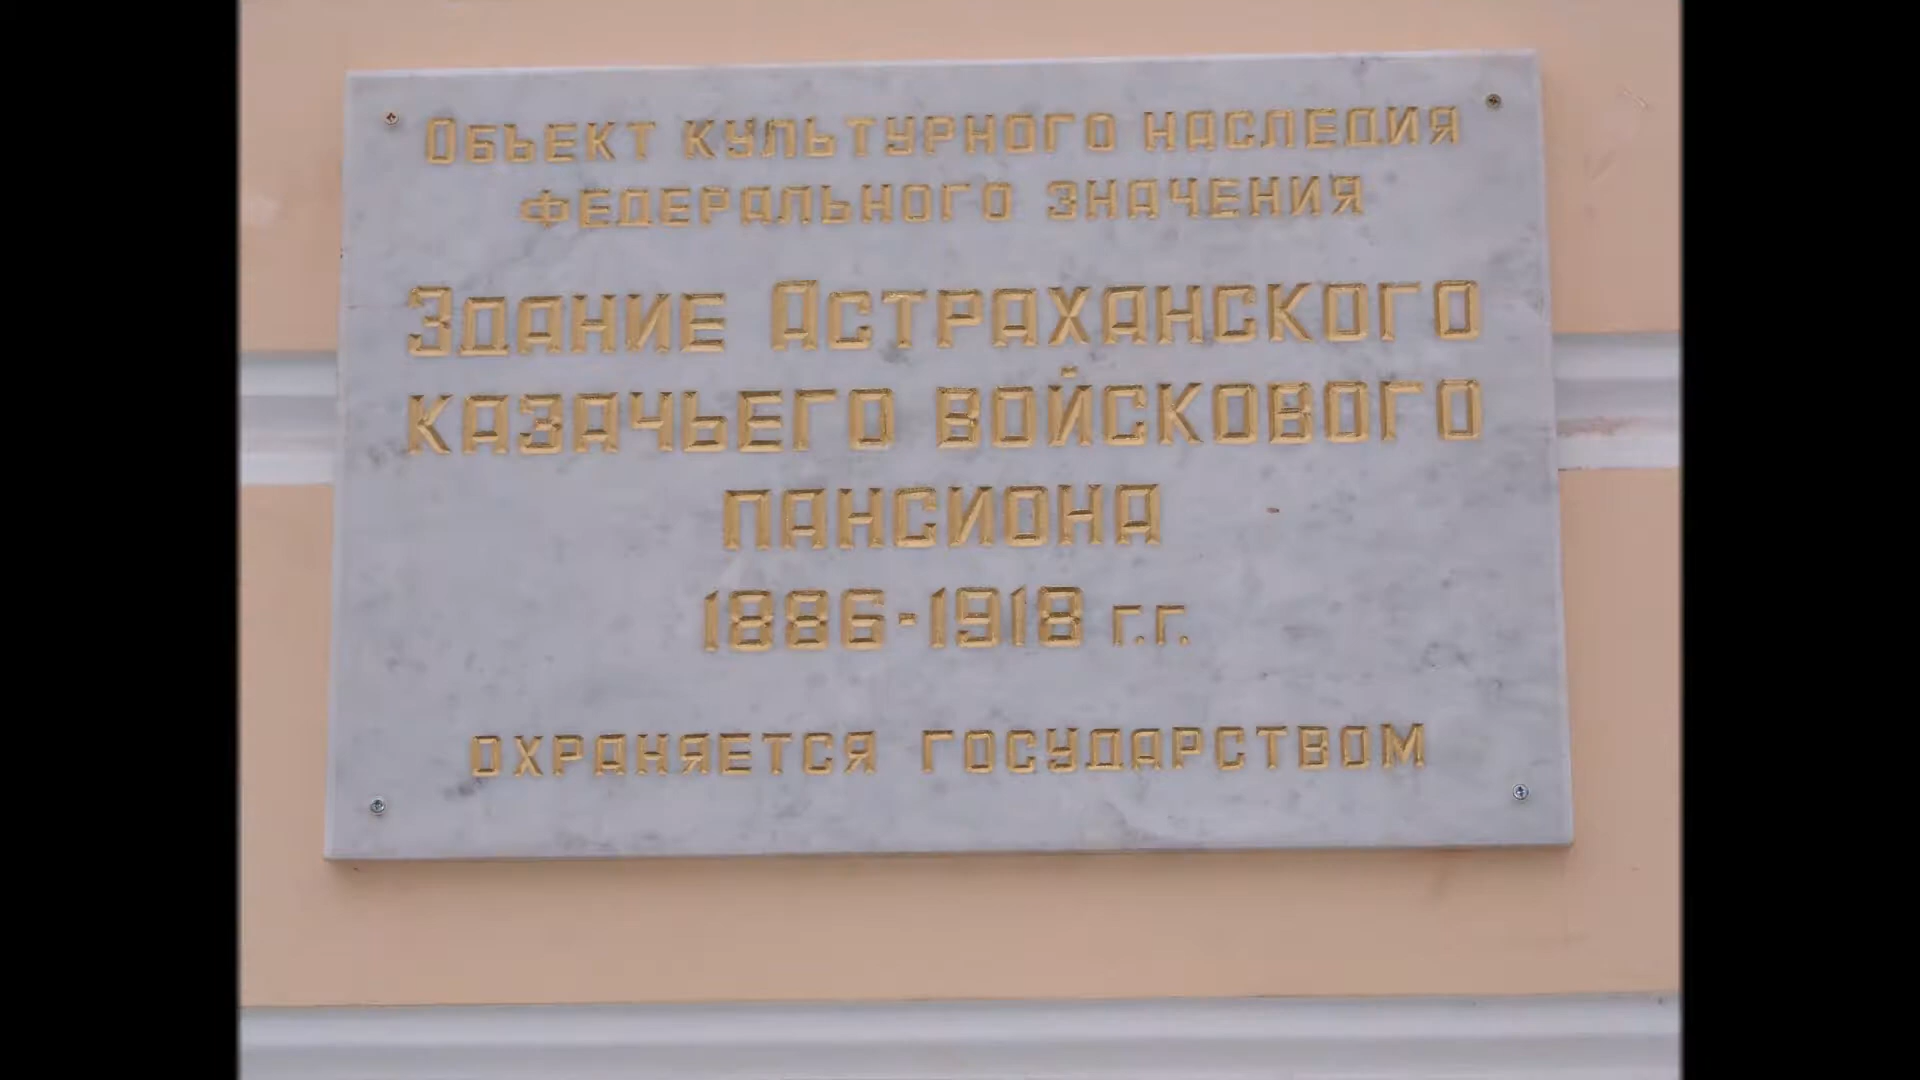 Объект культурного наследия
федерального значения
Здание Астраханского
казачьего войскового
пансиона
1886-1918 г.г.
охраняется государством